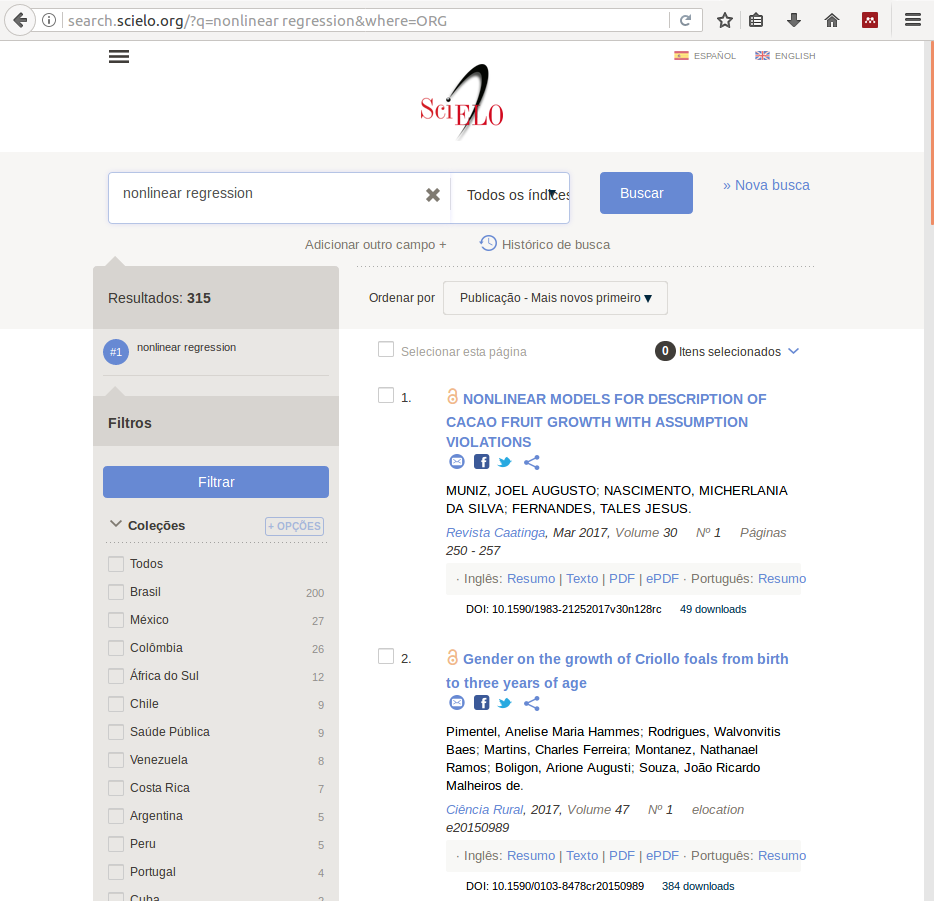 search.scielo.org/?q=nonlinear regression&where=ORG
ESPAÑOL ENGLISH
SciELO
nonlinear regression
Todos os índices
Buscar
» Nova busca
Adicionar outro campo +
Histórico de busca
Resultados: 315
Ordenar por
Publicação - Mais novos primeiro
#1 nonlinear regression
Selecionar esta página
0 Itens selecionados
Filtros
Filtrar
Coleções
+ OPÇÕES
Todos
Brasil 200
México 27
Colômbia 26
África do Sul 12
Chile 9
Saúde Pública 9
Venezuela 8
Costa Rica 7
Argentina 5
Peru 5
Portugal 4
Cuba 2
1. NONLINEAR MODELS FOR DESCRIPTION OF
CACAO FRUIT GROWTH WITH ASSUMPTION
VIOLATIONS
MUNIZ, JOEL AUGUSTO; NASCIMENTO, MICHERLANIA
DA SILVA; FERNANDES, TALES JESUS.
Revista Caatinga, Mar 2017, Volume 30 Nº 1 Páginas
250 - 257
· Inglês: Resumo | Texto | PDF | ePDF · Português: Resumo
DOI: 10.1590/1983-21252017v30n128rc 49 downloads
2. Gender on the growth of Criollo foals from birth
to three years of age
Pimentel, Anelise Maria Hammes; Rodrigues, Walvonvitis
Baes; Martins, Charles Ferreira; Montanez, Nathanael
Ramos; Boligon, Arione Augusti; Souza, João Ricardo
Malheiros de.
Ciência Rural, 2017, Volume 47 Nº 1 elocation
e20150989
· Inglês: Resumo | Texto | PDF | ePDF · Português: Resumo
DOI: 10.1590/0103-8478cr20150989 384 downloads